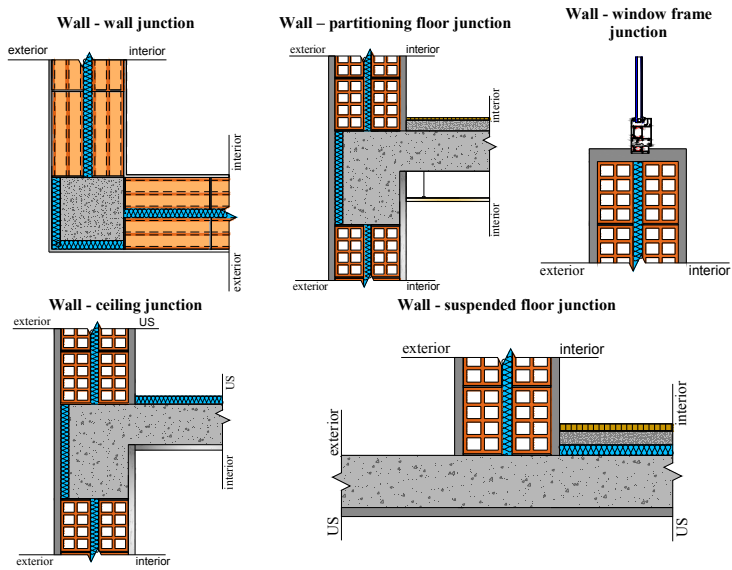 Wall - wall junction
exterior
interior
interior
exterior
Wall – partitioning floor junction
exterior
interior
interior
interior
exterior
interior
Wall - window frame
junction
exterior
interior
Wall - ceiling junction
exterior
US
US
interior
exterior
interior
Wall - suspended floor junction
exterior
interior
exterior
interior
US
US